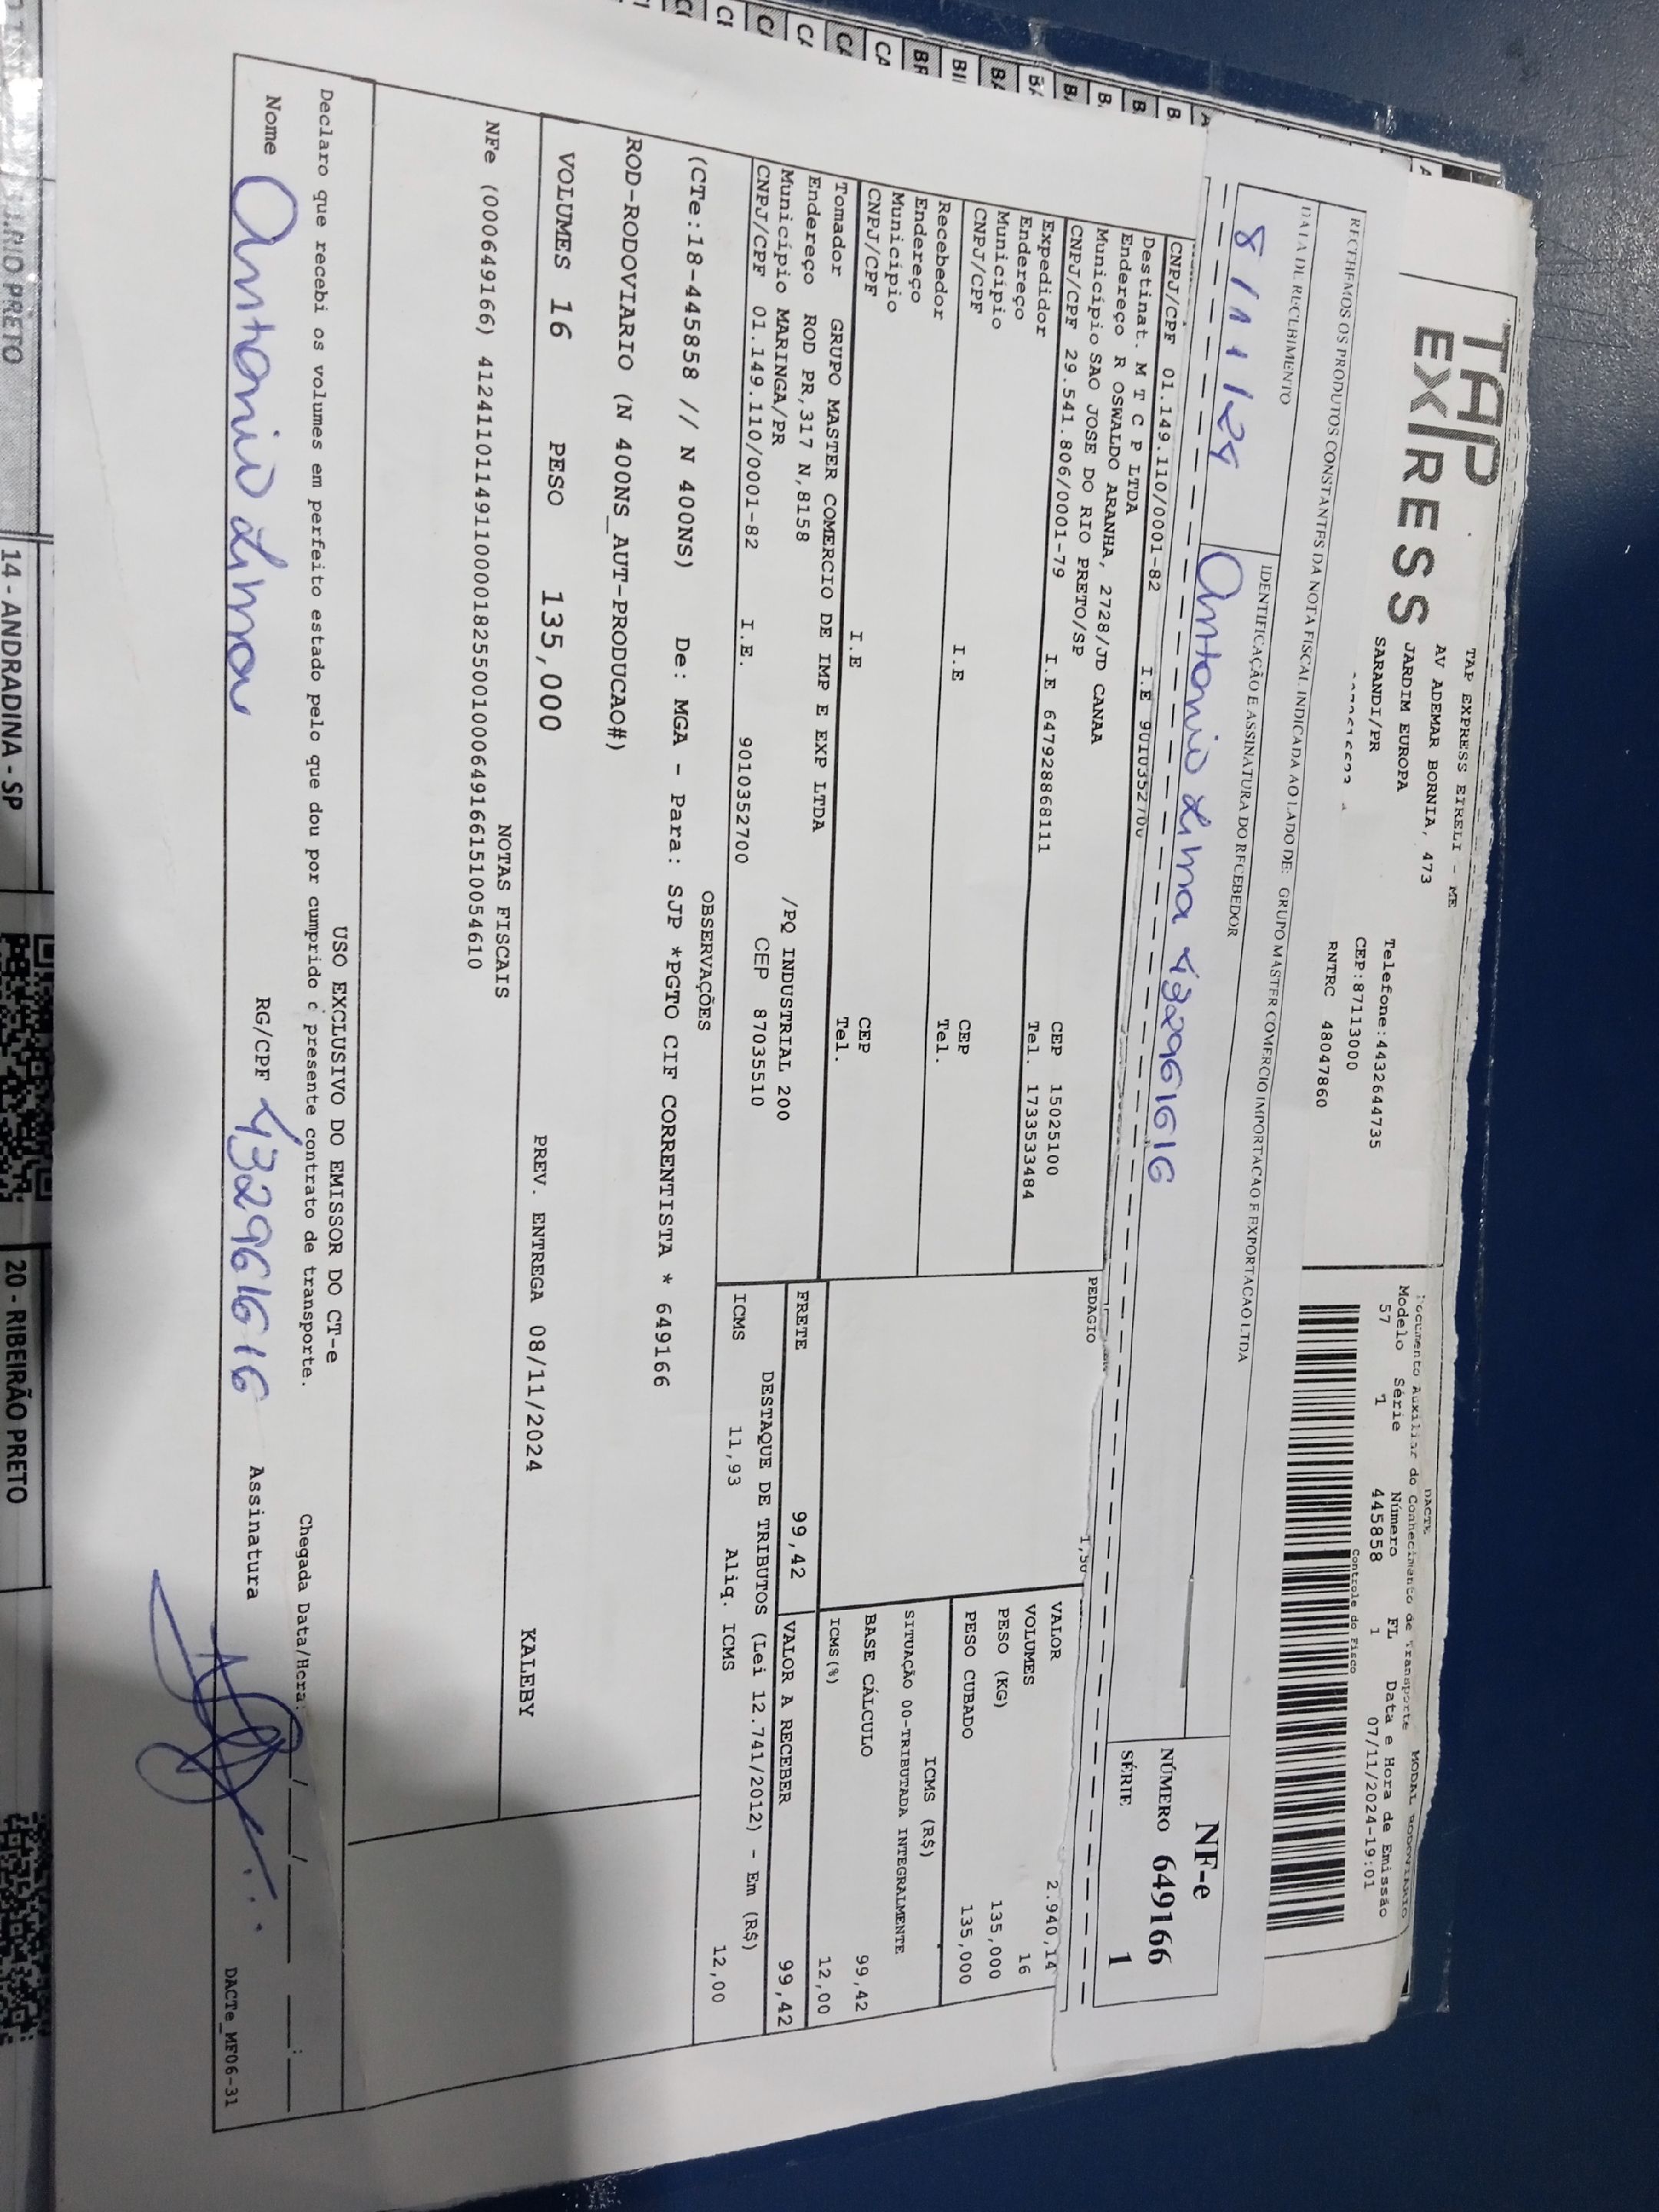 TAP EXPRESS
TAP EXPRESS EIRELI - ME
AV ADEMAR BORNIA, 473
JARDIM EUROPA
SARANDI/PR
Telefone:4432644735
CEP:87113000
RNTRC 48047860
DACTE
Documento Auxiliar do Conhecimento de Transporte
MODAL RODOVIARIO
Modelo Série Número FL Data e Hora de Emissão
57 1 445858 1 07/11/2024-19:01
Controle do Fisco
RECEBEMOS OS PRODUTOS CONSTANTES DA NOTA FISCAL INDICADA AO LADO DE: GRUPO MASTER COMERCIO IMPORTACAO E EXPORTACAO LTDA
DATA DE RECEBIMENTO
IDENTIFICAÇÃO E ASSINATURA DO RECEBEDOR
8/11/24
Antonio Lima 432961616
NF-e
NÚMERO 649166
SÉRIE 1
CNPJ/CPF 01.149.110/0001-82 I.E 9010352700
Destinat. M T C P LTDA
Endereço R OSWALDO ARANHA, 2728/JD CANAA
Município SAO JOSE DO RIO PRETO/SP CEP 15025100
CNPJ/CPF 29.541.806/0001-79 I.E 647928868111 Tel. 1733533484
Expedidor
Endereço
Município CEP
CNPJ/CPF I.E Tel.
Recebedor
Endereço
Município CEP
CNPJ/CPF I.E Tel.
Tomador GRUPO MASTER COMERCIO DE IMP E EXP LTDA
Endereço ROD PR,317 N,8158 /PQ INDUSTRIAL 200
Município MARINGA/PR CEP 87035510
CNPJ/CPF 01.149.110/0001-82 I.E. 9010352700
PEDAGIO 1,50
VALOR 2.940,14
VOLUMES 16
PESO (KG) 135,000
PESO CUBADO 135,000
ICMS (R$)
SITUAÇÃO 00-TRIBUTADA INTEGRALMENTE
BASE CÁLCULO 99,42
ICMS(%) 12,00
FRETE 99,42 VALOR A RECEBER 99,42
DESTAQUE DE TRIBUTOS (Lei 12.741/2012) - Em (R$)
ICMS 11,93 Aliq. ICMS 12,00
OBSERVAÇÕES
(CTe:18-445858 // N 400NS) De: MGA - Para: SJP *PGTO CIF CORRENTISTA * 649166
ROD-RODOVIARIO (N 400NS_AUT-PRODUCAO#)
VOLUMES 16 PESO 135,000 PREV. ENTREGA 08/11/2024 KALEBY
NOTAS FISCAIS
NFe (000649166) 41241101149110000182550010006491661510054610
USO EXCLUSIVO DO EMISSOR DO CT-e
Declaro que recebi os volumes em perfeito estado pelo que dou por cumprido o presente contrato de transporte.
Chegada Data/Hora: __/__/____ __:__
Nome Antonio Lima RG/CPF 432961616 Assinatura
DACTe_MF06-31
RIO PRETO
14 - ANDRADINA - SP
20 - RIBEIRÃO PRETO